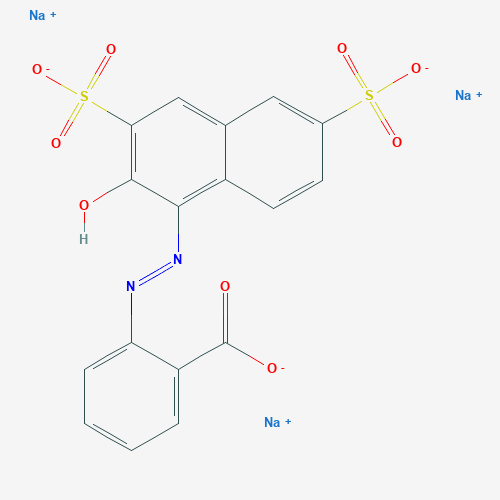 Na +
O - O O O -
S S Na +
O O
O
H N
N O
O -
Na +